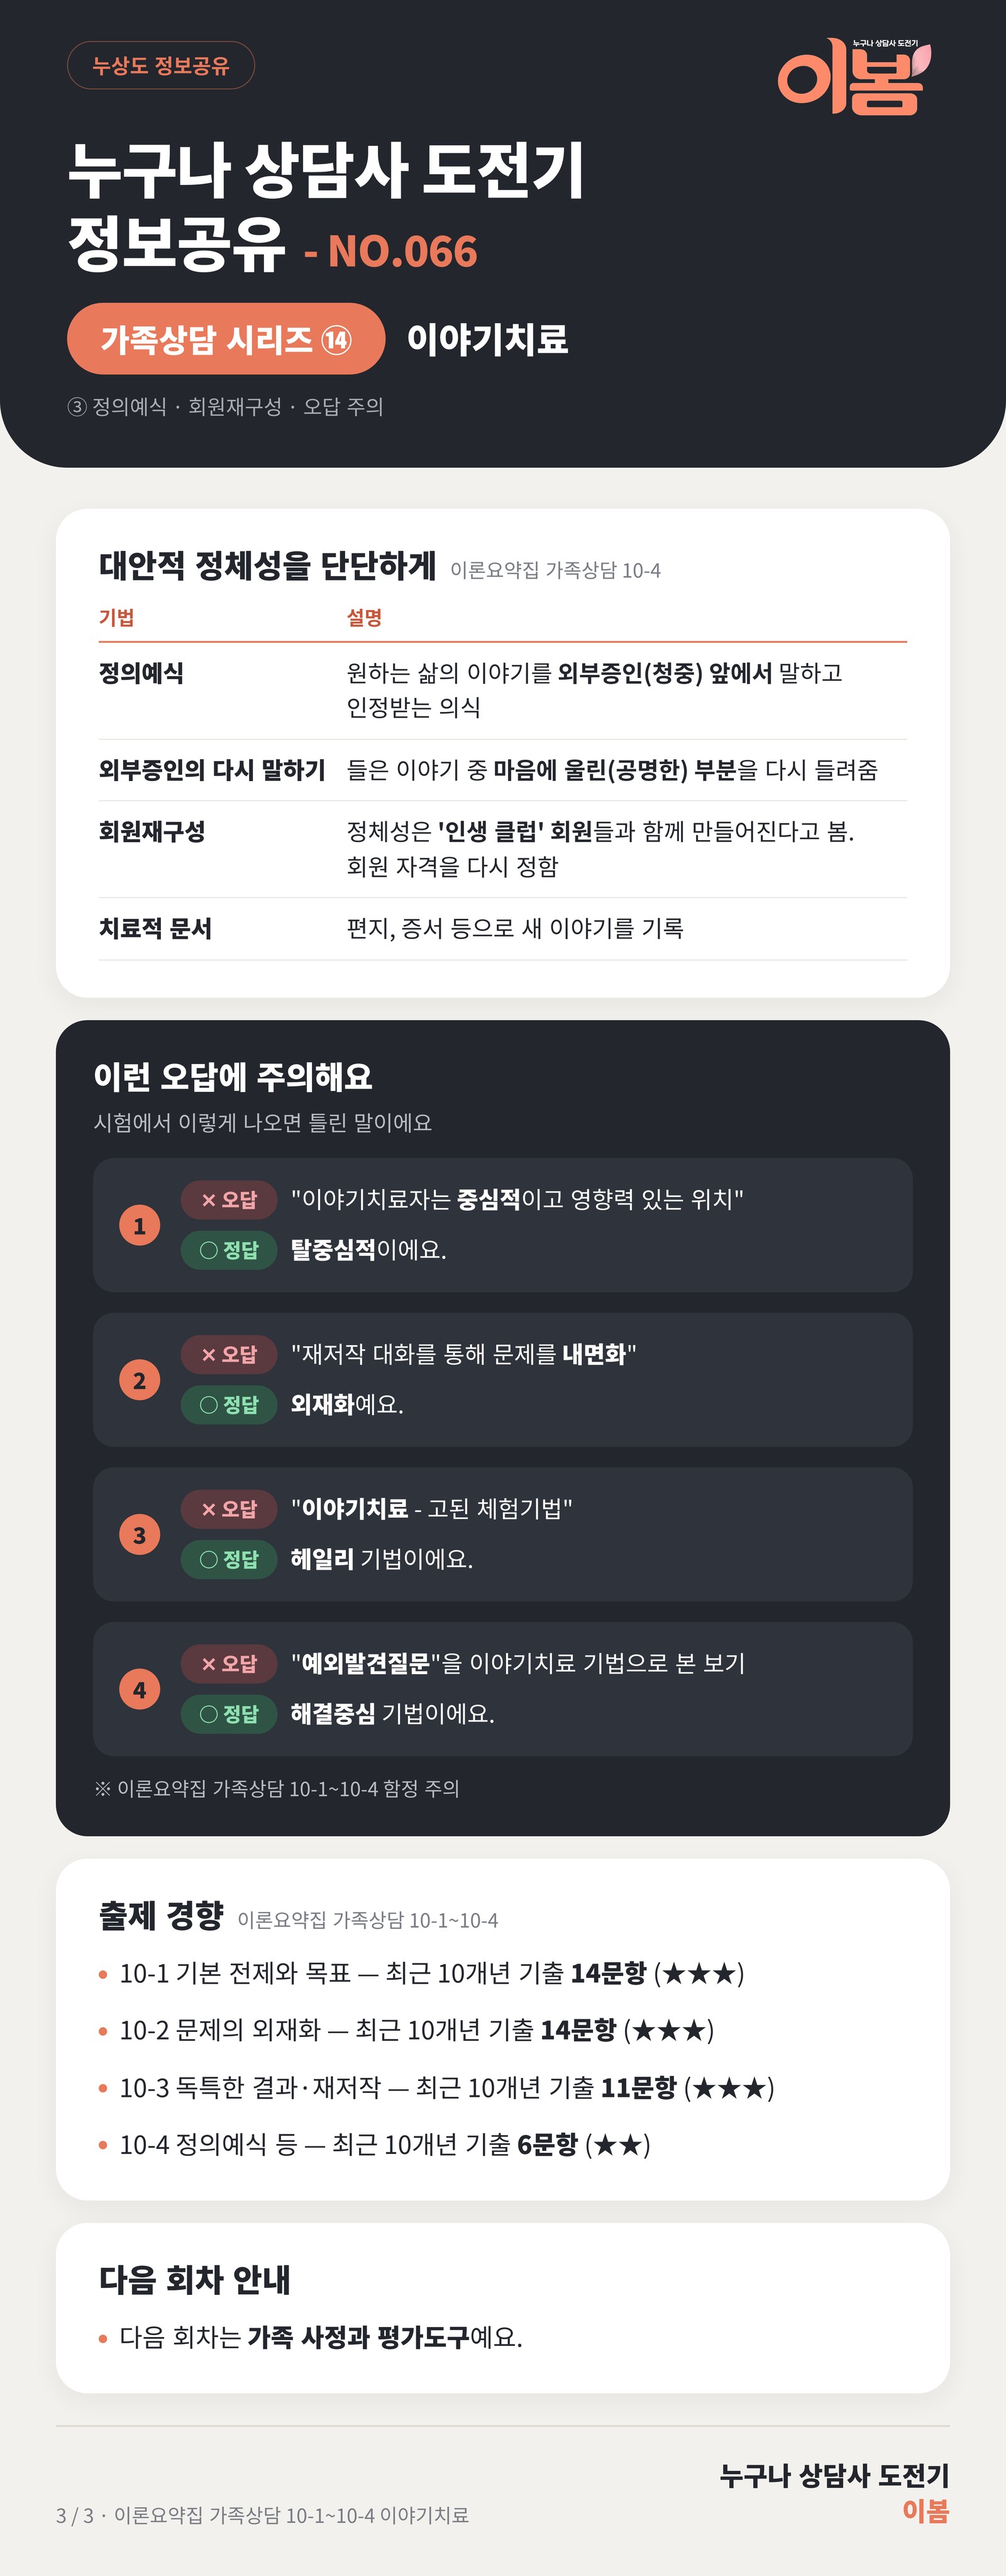 누상도 정보공유
누구나 상담사 도전기
이봄
누구나 상담사 도전기
정보공유 - NO.066
가족상담 시리즈 ⑭ 이야기치료
③ 정의예식 · 회원재구성 · 오답 주의
대안적 정체성을 단단하게 이론요약집 가족상담 10-4
기법 설명
정의예식 원하는 삶의 이야기를 외부증인(청중) 앞에서 말하고
인정받는 의식
외부증인의 다시 말하기 들은 이야기 중 마음에 울린(공명한) 부분을 다시 들려줌
회원재구성 정체성은 '인생 클럽' 회원들과 함께 만들어진다고 봄.
회원 자격을 다시 정함
치료적 문서 편지, 증서 등으로 새 이야기를 기록
이런 오답에 주의해요
시험에서 이렇게 나오면 틀린 말이에요
1
× 오답 "이야기치료자는 중심적이고 영향력 있는 위치"
○ 정답 탈중심적이에요.
2
× 오답 "재저작 대화를 통해 문제를 내면화"
○ 정답 외재화예요.
3
× 오답 "이야기치료 - 고된 체험기법"
○ 정답 헤일리 기법이에요.
4
× 오답 "예외발견질문"을 이야기치료 기법으로 본 보기
○ 정답 해결중심 기법이에요.
※ 이론요약집 가족상담 10-1~10-4 함정 주의
출제 경향 이론요약집 가족상담 10-1~10-4
• 10-1 기본 전제와 목표 — 최근 10개년 기출 14문항 (★★★)
• 10-2 문제의 외재화 — 최근 10개년 기출 14문항 (★★★)
• 10-3 독특한 결과·재저작 — 최근 10개년 기출 11문항 (★★★)
• 10-4 정의예식 등 — 최근 10개년 기출 6문항 (★★)
다음 회차 안내
• 다음 회차는 가족 사정과 평가도구예요.
누구나 상담사 도전기
3 / 3 · 이론요약집 가족상담 10-1~10-4 이야기치료 이봄